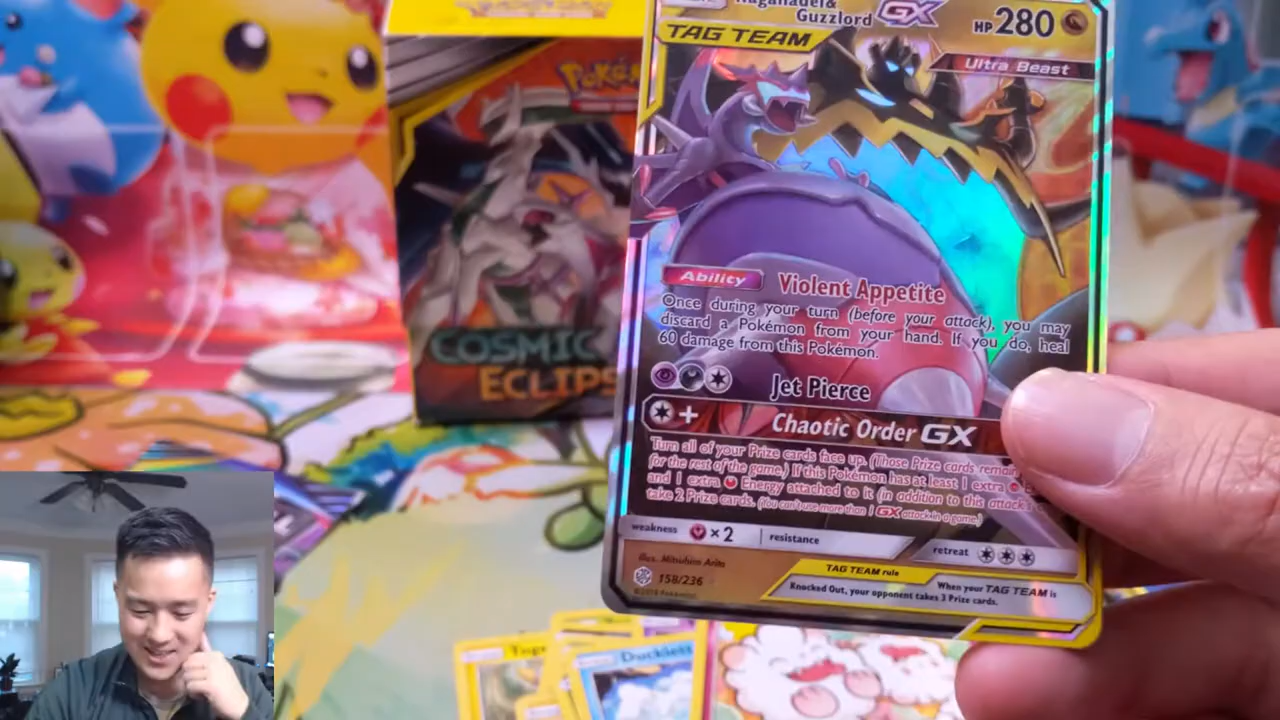 Naganadel&
Guzzlord GX HP280
TAG TEAM
Ultra Beast
Ability Violent Appetite
Once during your turn (before your attack), you may
discard a Pokémon from your hand. If you do, heal
60 damage from this Pokémon.
Jet Pierce
+ Chaotic Order GX
Turn all of your Prize cards face up. (Those Prize cards remain
for the rest of the game.) If this Pokémon has at least 1 extra
and 1 extra Energy attached to it (in addition to this attack's
take 2 Prize cards. (You can't use more than 1 GX attack in a game.)
weakness ×2 resistance
retreat
illus. Mitsuhiro Arita
158/236
©2019 Pokémon
TAG TEAM rule
When your TAG TEAM is
Knocked Out, your opponent takes 3 Prize cards.
POKÉM
COSMIC
ECLIPS
Toge
Ducklett